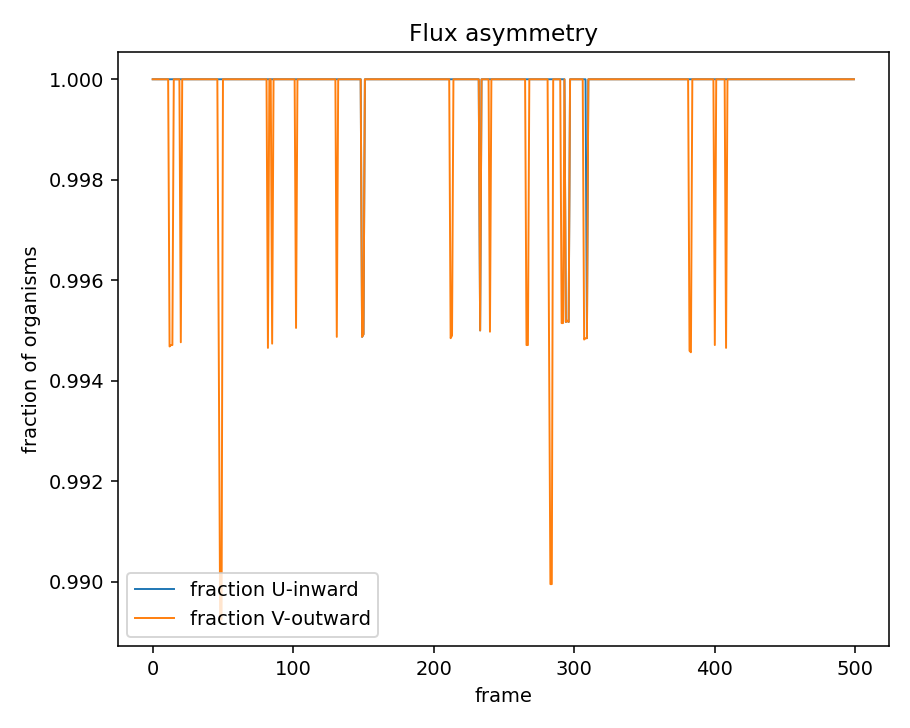 Flux asymmetry
fraction of organisms
1.000
0.998
0.996
0.994
0.992
0.990
fraction U-inward
fraction V-outward
0
100
200
300
400
500
frame